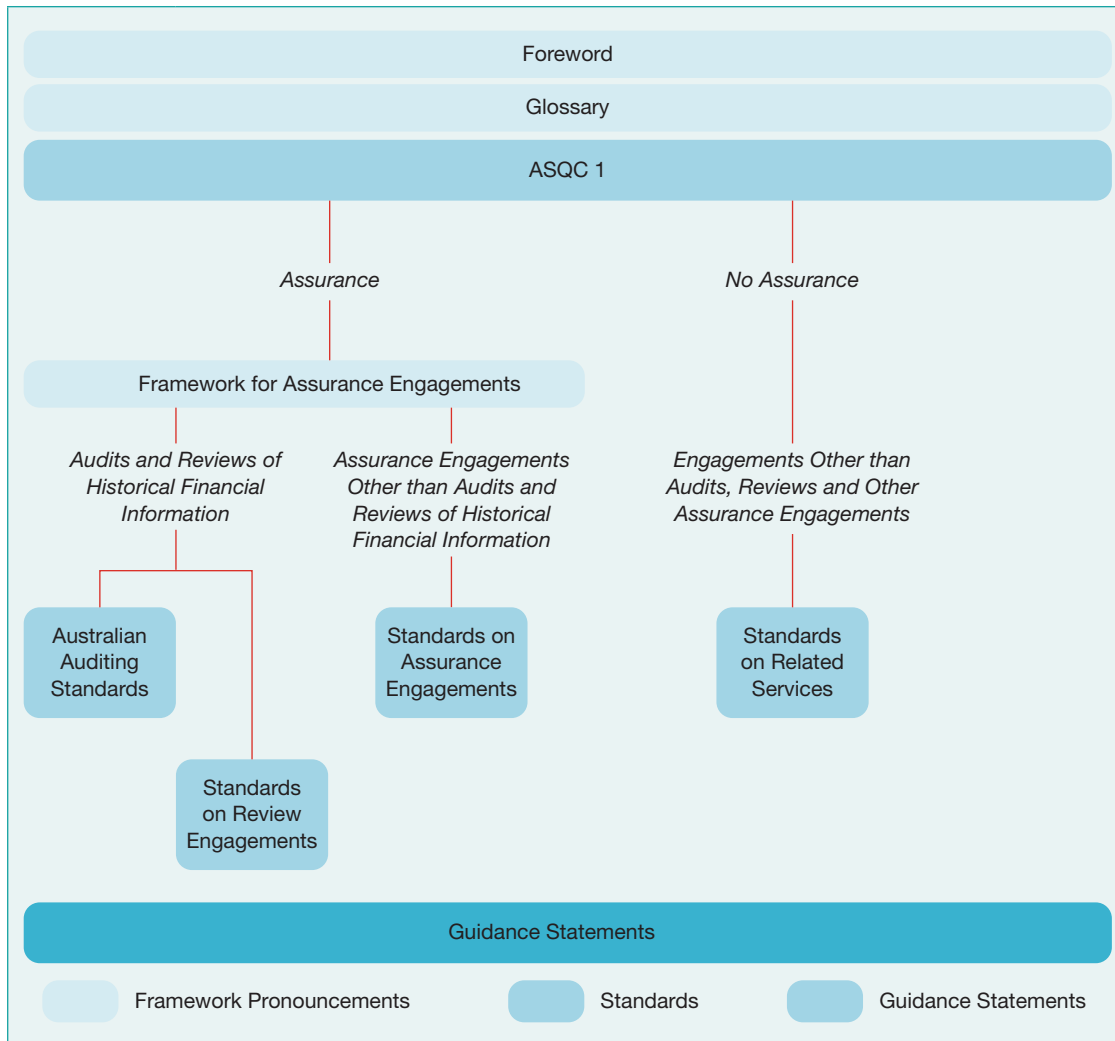 Foreword
Glossary
ASQC 1
Assurance
No Assurance
Framework for Assurance Engagements
Audits and Reviews of
Historical Financial
Information
Assurance Engagements
Other than Audits and
Reviews of Historical
Financial Information
Engagements Other than
Audits, Reviews and Other
Assurance Engagements
Australian
Auditing
Standards
Standards on
Assurance
Engagements
Standards
on Related
Services
Standards
on Review
Engagements
Guidance Statements
Framework Pronouncements
Standards
Guidance Statements